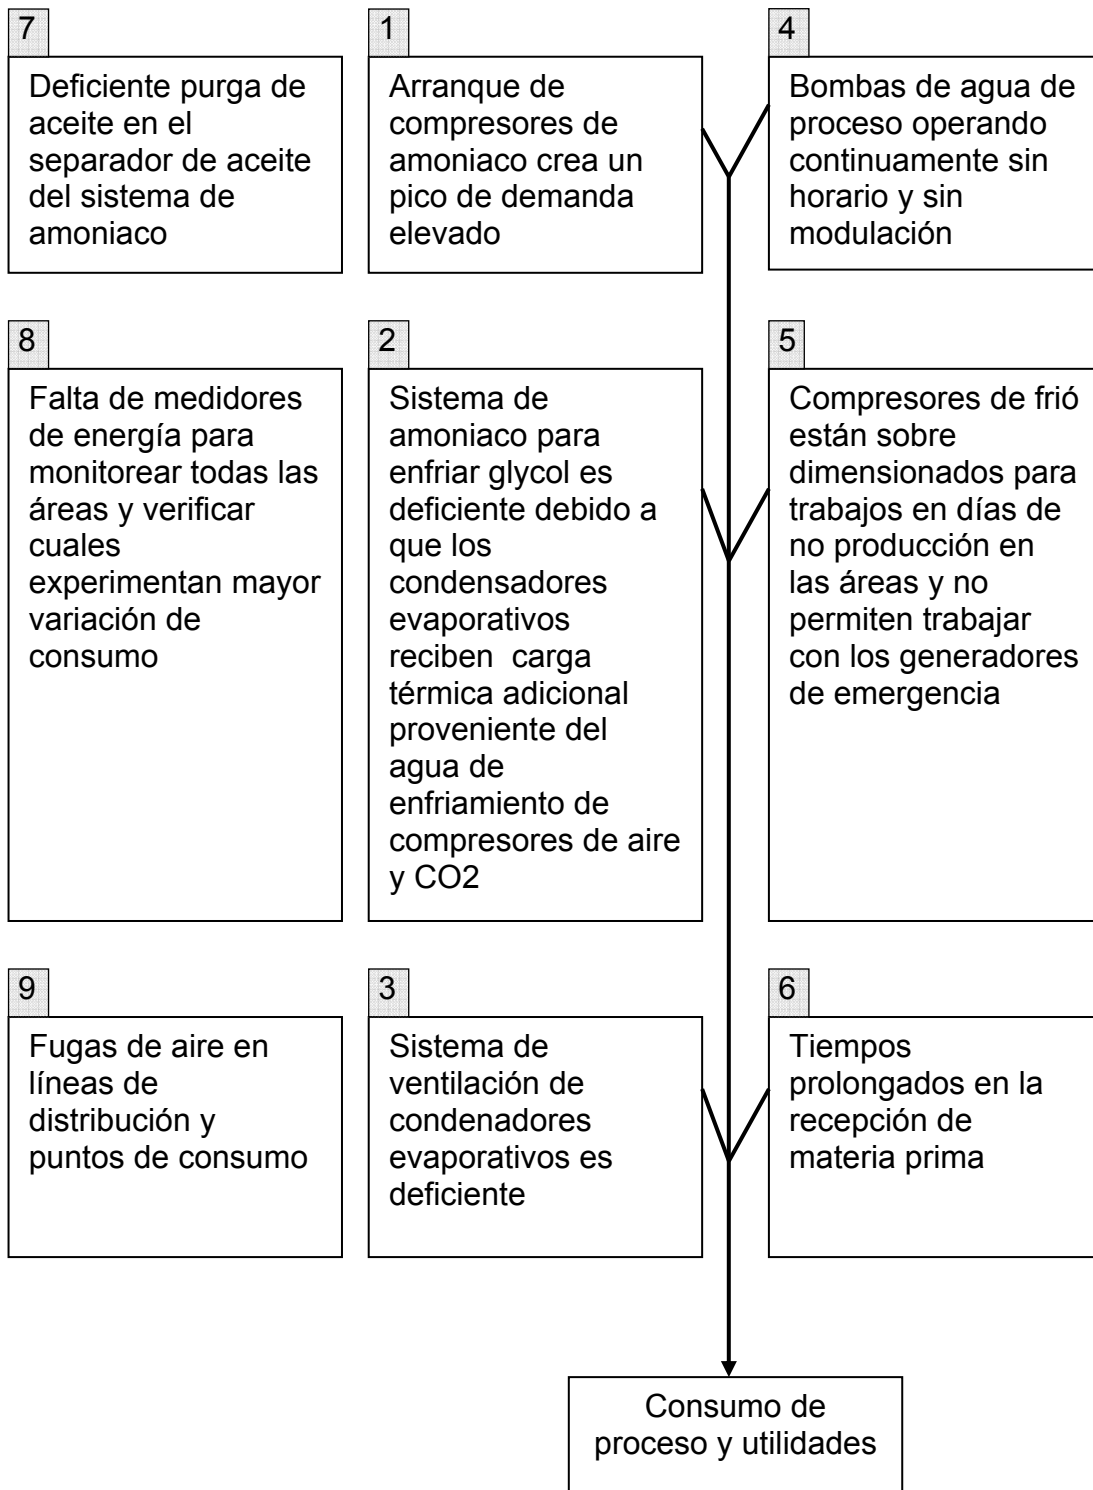 7
Deficiente purga de
aceite en el
separador de aceite
del sistema de
amoniaco
1
Arranque de
compresores de
amoniaco crea un
pico de demanda
elevado
4
Bombas de agua de
proceso operando
continuamente sin
horario y sin
modulación
8
Falta de medidores
de energía para
monitorear todas las
áreas y verificar
cuales
experimentan mayor
variación de
consumo
2
Sistema de
amoniaco para
enfriar glycol es
deficiente debido a
que los
condensadores
evaporativos
reciben carga
térmica adicional
proveniente del
agua de
enfriamiento de
compresores de aire
y CO2
5
Compresores de frió
están sobre
dimensionados para
trabajos en días de
no producción en
las áreas y no
permiten trabajar
con los generadores
de emergencia
9
Fugas de aire en
líneas de
distribución y
puntos de consumo
3
Sistema de
ventilación de
condenadores
evaporativos es
deficiente
6
Tiempos
prolongados en la
recepción de
materia prima
Consumo de
proceso y utilidades